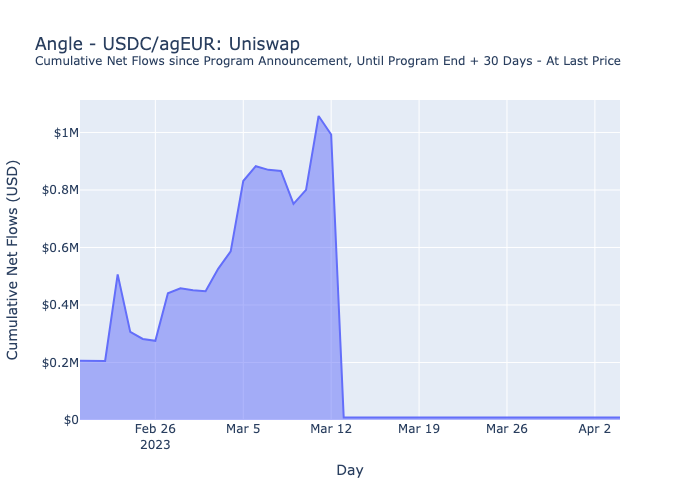 Angle - USDC/agEUR: Uniswap
Cumulative Net Flows since Program Announcement, Until Program End + 30 Days - At Last Price
Cumulative Net Flows (USD)
$1M
$0.8M
$0.6M
$0.4M
$0.2M
$0
Feb 26 Mar 5 Mar 12 Mar 19 Mar 26 Apr 2
2023
Day